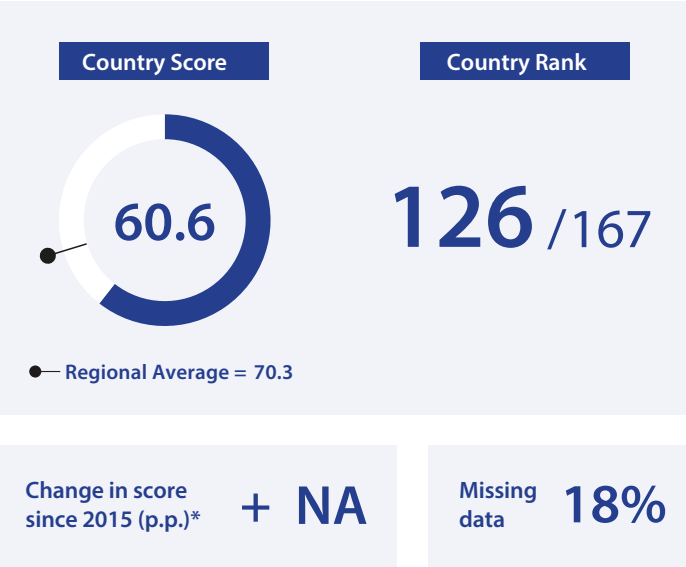 Country Score
Country Rank
60.6
126 /167
Regional Average = 70.3
Change in score
since 2015 (p.p.)*
+ NA
Missing
data
18%